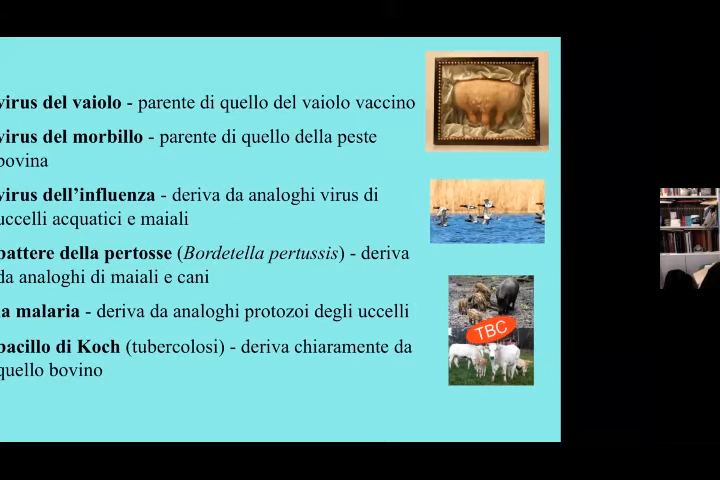 virus del vaiolo - parente di quello del vaiolo vaccino
virus del morbillo - parente di quello della peste
bovina
virus dell'influenza - deriva da analoghi virus di
uccelli acquatici e maiali
battere della pertosse (Bordetella pertussis) - deriva
da analoghi di maiali e cani
la malaria - deriva da analoghi protozoi degli uccelli
bacillo di Koch (tubercolosi) - deriva chiaramente da
quello bovino
TBC